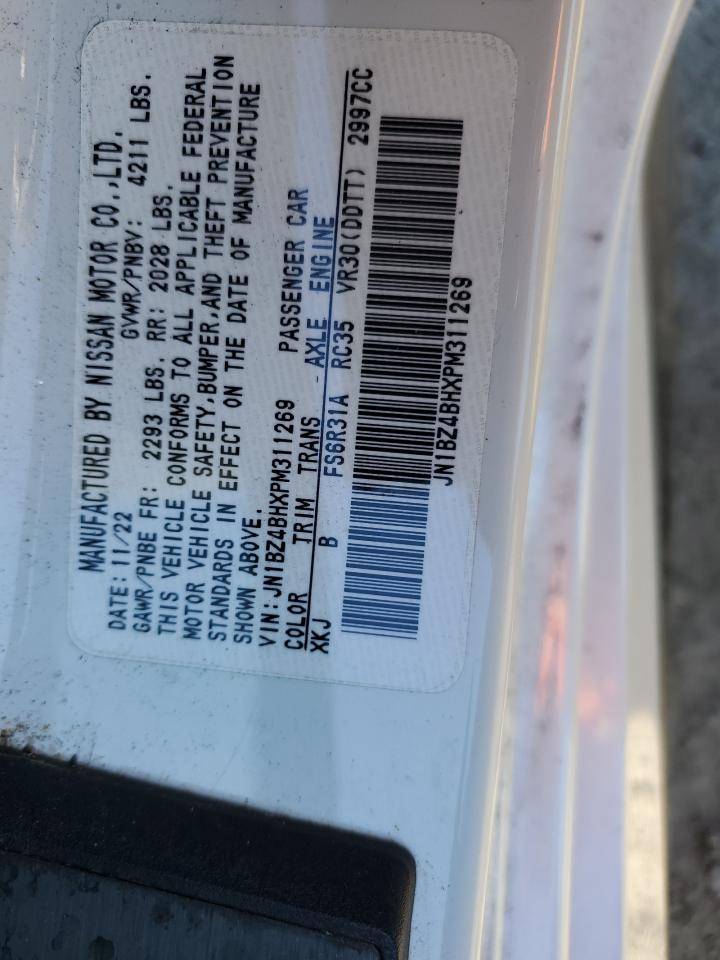 MANUFACTURED BY NISSAN MOTOR CO.,LTD.
DATE: 11/22 GVWR/PNBV: 4211 LBS.
GAWR/PNBE FR: 2293 LBS. RR: 2028 LBS.
THIS VEHICLE CONFORMS TO ALL APPLICABLE FEDERAL
MOTOR VEHICLE SAFETY,BUMPER,AND THEFT PREVENTION
STANDARDS IN EFFECT ON THE DATE OF MANUFACTURE
SHOWN ABOVE.
VIN: JN1BZ4BHXPM311269 PASSENGER CAR
COLOR TRIM TRANS AXLE ENGINE
XKJ B FS6R31A RC35 VR30(DDTT) 2997CC
JN1BZ4BHXPM311269